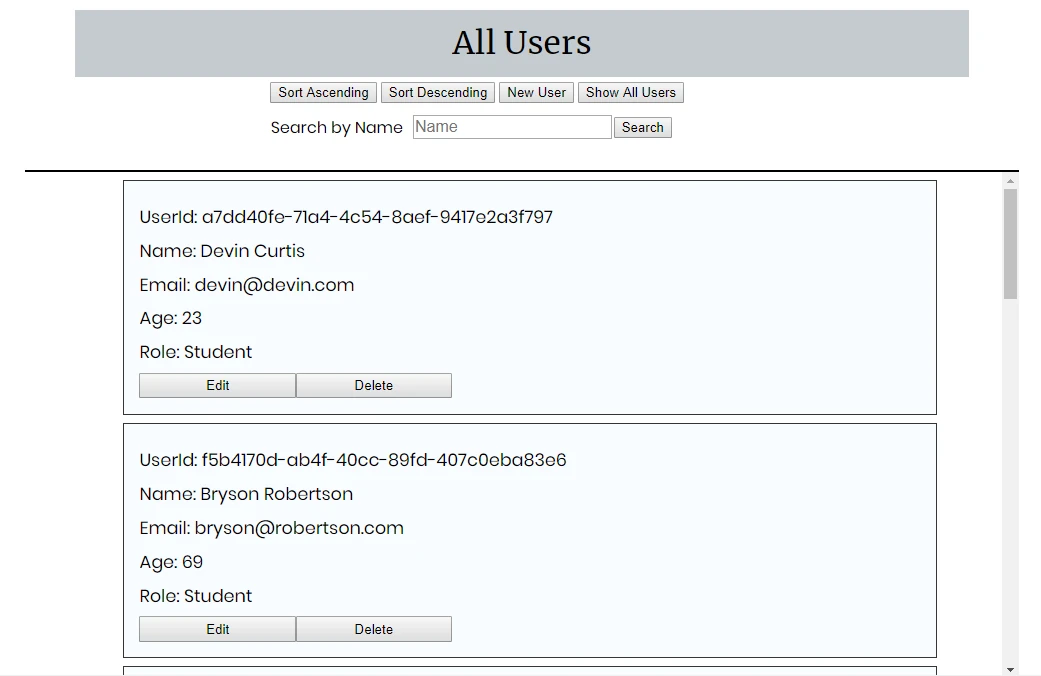 All Users
Sort Ascending Sort Descending New User Show All Users
Search by Name Name Search
UserId: a7dd40fe-71a4-4c54-8aef-9417e2a3f797
Name: Devin Curtis
Email: devin@devin.com
Age: 23
Role: Student
Edit Delete
UserId: f5b4170d-ab4f-40cc-89fd-407c0eba83e6
Name: Bryson Robertson
Email: bryson@robertson.com
Age: 69
Role: Student
Edit Delete